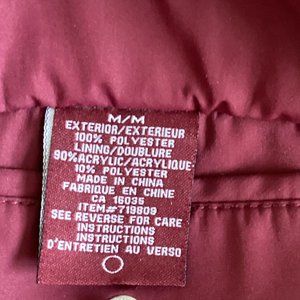 M/M
EXTERIOR/EXTERIEUR
100% POLYESTER
LINING/DOUBLURE
90%ACRYLIC/ACRYLIQUE
10% POLYESTER
MADE IN CHINA
FABRIQUE EN CHINE
CA 16035
ITEM#719809
SEE REVERSE FOR CARE
INSTRUCTIONS
INSTRUCTIONS
D'ENTRETIEN AU VERSO